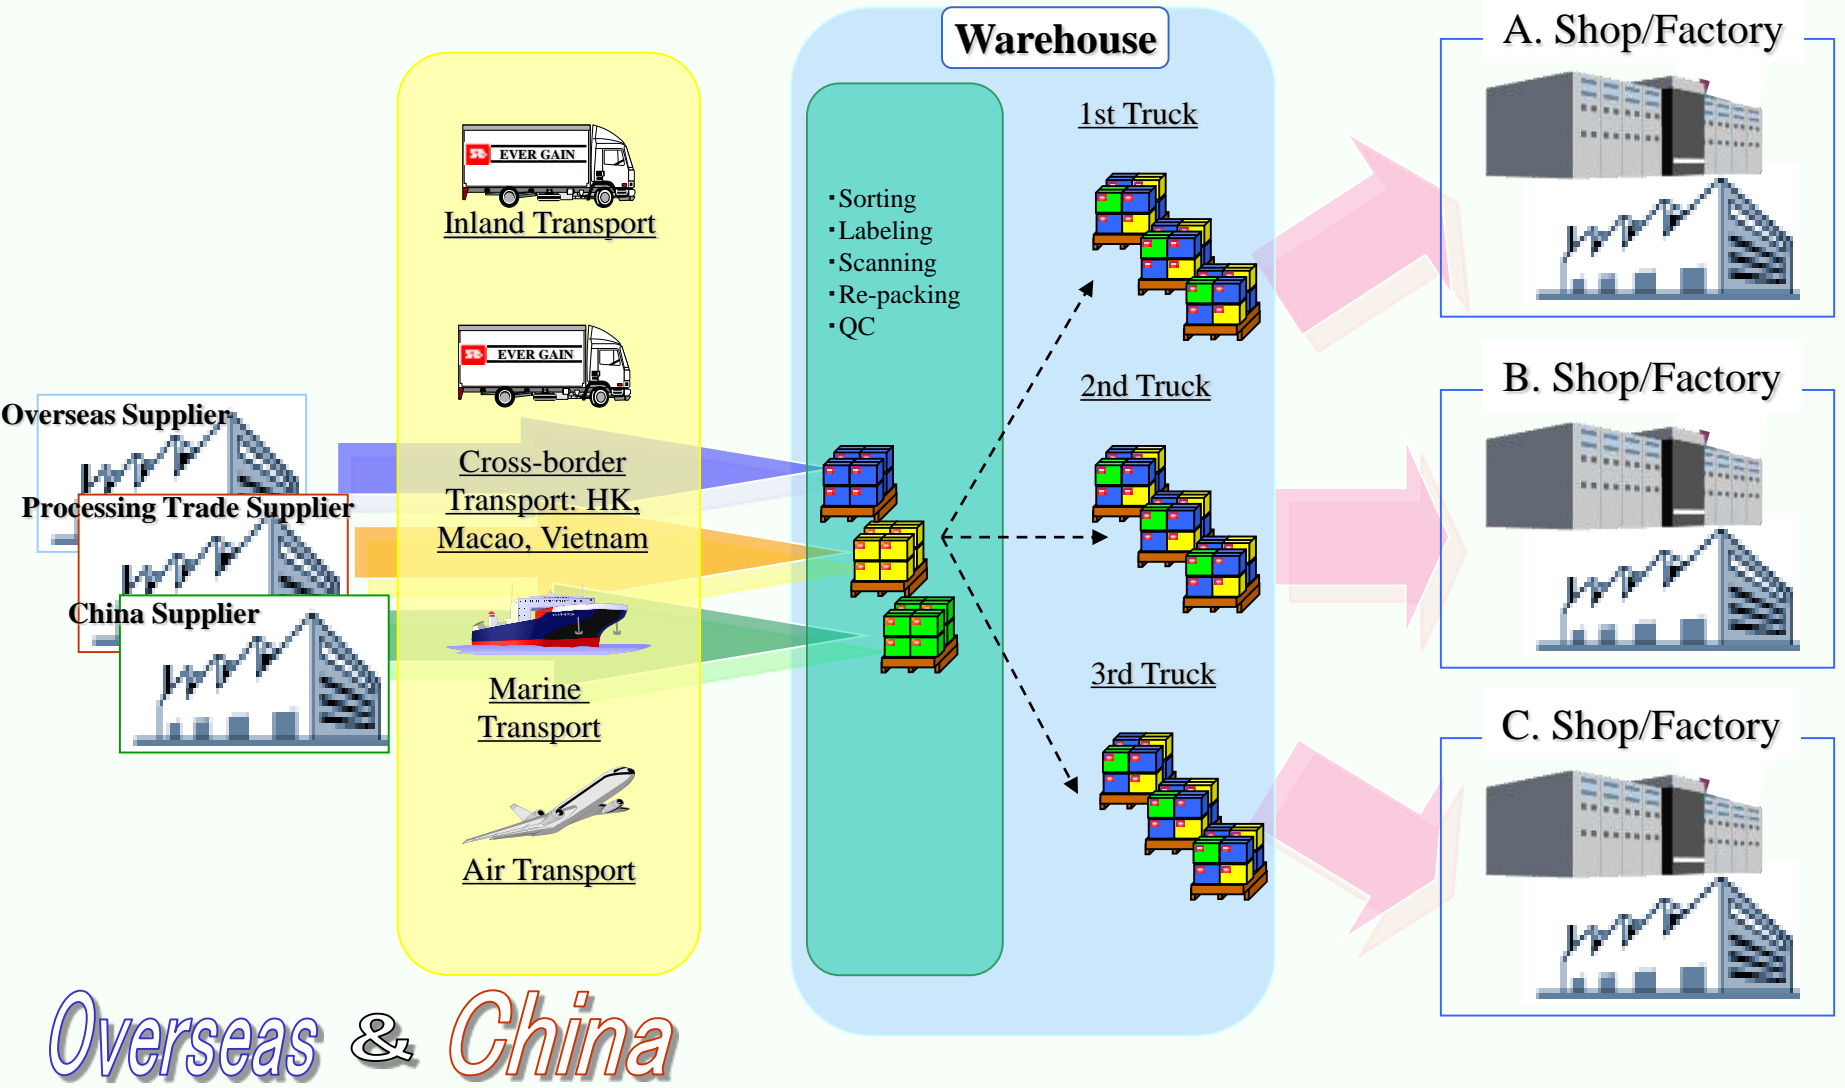 Warehouse
A. Shop/Factory
1st Truck
EVER GAIN
Inland Transport
・Sorting
・Labeling
・Scanning
・Re-packing
・QC
EVER GAIN
2nd Truck
B. Shop/Factory
Overseas Supplier
Processing Trade Supplier
China Supplier
Cross-border
Transport: HK,
Macao, Vietnam
Marine
Transport
3rd Truck
C. Shop/Factory
Air Transport
Overseas & China